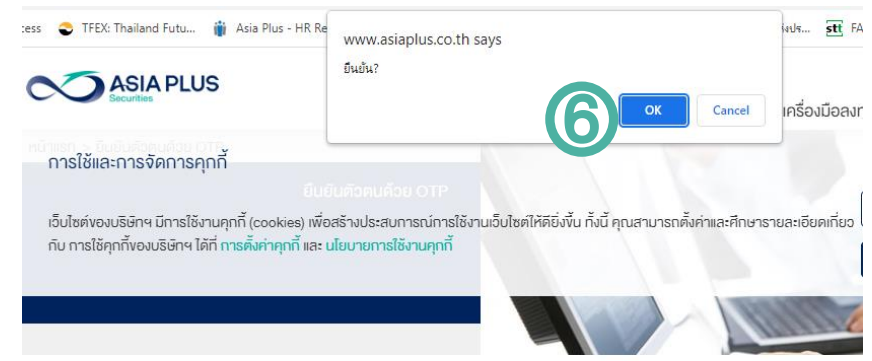 :ess TFEX: Thailand Futu... Asia Plus - HR Re
stt FA
www.asiaplus.co.th says
ยืนยัน?
⑥
OK Cancel
ASIA PLUS
Securities
เครื่องมือลงท
หน้าแรก > ยืนยันตัวตนด้วย OTP
การใช้และการจัดการคุกกี้
ยืนยันตัวตนด้วย OTP
เว็บไซต์ของบริษัทฯ มีการใช้งานคุกกี้ (cookies) เพื่อสร้างประสบการณ์การใช้งานเว็บไซต์ให้ดียิ่งขึ้น ทั้งนี้ คุณสามารถตั้งค่าและศึกษารายละเอียดเกี่ยว
กับ การใช้คุกกี้ของบริษัทฯ ได้ที่ การตั้งค่าคุกกี้ และ นโยบายการใช้งานคุกกี้